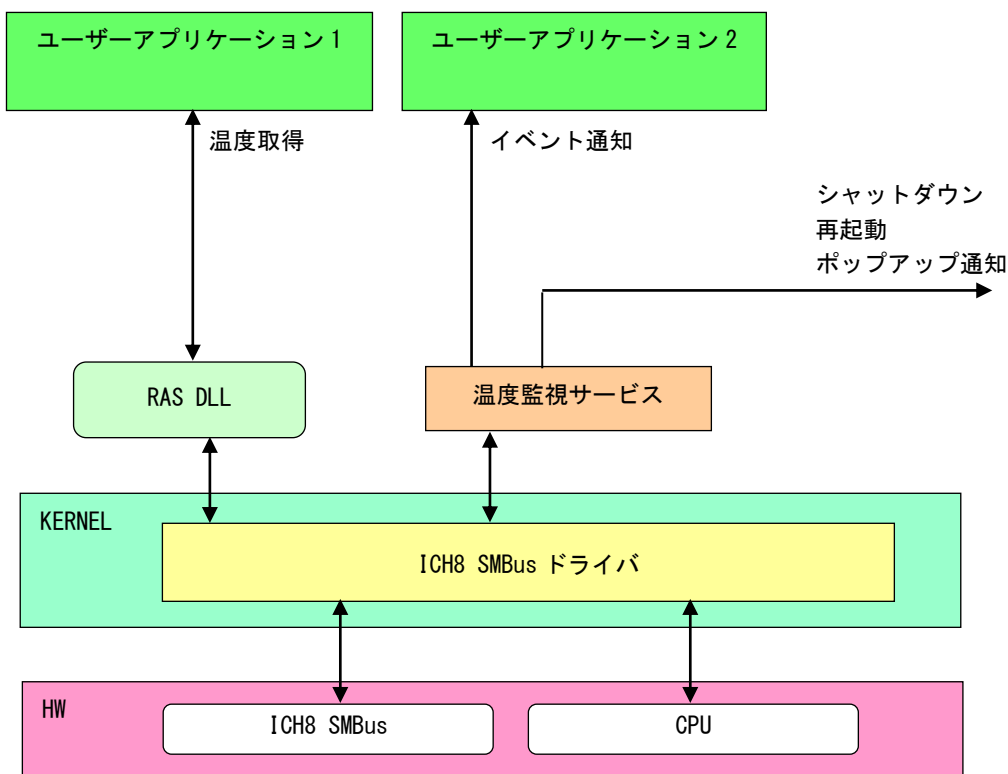 ユーザーアプリケーション 1
ユーザーアプリケーション 2
温度取得
イベント通知
シャットダウン
再起動
ポップアップ通知
RAS DLL
温度監視サービス
KERNEL
ICH8 SMBus ドライバ
HW
ICH8 SMBus
CPU